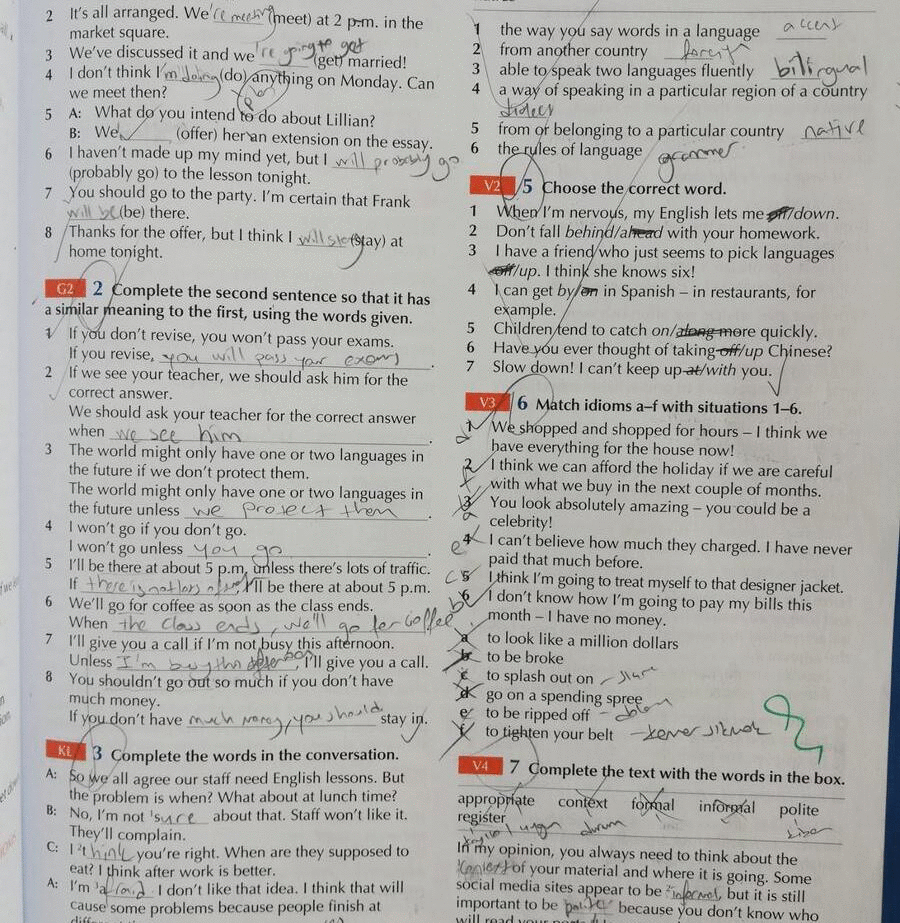 2 It's all arranged. We're meeting (meet) at 2 p.m. in the
market square.
3 We've discussed it and we're going to get (get) married!
4 I don't think I'm doing (do) anything on Monday. Can
we meet then?
5 A: What do you intend to do about Lillian?
B: We (offer) her an extension on the essay.
6 I haven't made up my mind yet, but I will probably go
(probably go) to the lesson tonight.
7 You should go to the party. I'm certain that Frank
will be (be) there.
8 Thanks for the offer, but I think I will stay (stay) at
home tonight.
G2 2 Complete the second sentence so that it has
a similar meaning to the first, using the words given.
1 If you don't revise, you won't pass your exams.
If you revise, you will pass your exams.
2 If we see your teacher, we should ask him for the
correct answer.
We should ask your teacher for the correct answer
when we see him.
3 The world might only have one or two languages in
the future if we don't protect them.
The world might only have one or two languages in
the future unless we protect them.
4 I won't go if you don't go.
I won't go unless you go.
5 I'll be there at about 5 p.m. unless there's lots of traffic.
If there is not lots of I'll be there at about 5 p.m.
6 We'll go for coffee as soon as the class ends.
When the class ends, we'll go for coffee
7 I'll give you a call if I'm not busy this afternoon.
Unless I'm busy this I'll give you a call.
8 You shouldn't go out so much if you don't have
much money.
If you don't have much money, you should stay in.
KL 3 Complete the words in the conversation.
A: So we all agree our staff need English lessons. But
the problem is when? What about at lunch time?
B: No, I'm not ¹sure about that. Staff won't like it.
They'll complain.
C: I ²think you're right. When are they supposed to
eat? I think after work is better.
A: I'm ³afraid I don't like that idea. I think that will
cause some problems because people finish at
1 the way you say words in a language accent
2 from another country foreign
3 able to speak two languages fluently bilingual
4 a way of speaking in a particular region of a country
5 from or belonging to a particular country native
6 the rules of language grammer
V2 5 Choose the correct word.
1 When I'm nervous, my English lets me off/down.
2 Don't fall behind/ahead with your homework.
3 I have a friend who just seems to pick languages
off/up. I think she knows six!
4 I can get by/on in Spanish – in restaurants, for
example.
5 Children tend to catch on/along more quickly.
6 Have you ever thought of taking off/up Chinese?
7 Slow down! I can't keep up at/with you.
V3 6 Match idioms a–f with situations 1–6.
d 1 We shopped and shopped for hours – I think we
have everything for the house now!
f 2 I think we can afford the holiday if we are careful
with what we buy in the next couple of months.
a 3 You look absolutely amazing – you could be a
celebrity!
e 4 I can't believe how much they charged. I have never
paid that much before.
c 5 I think I'm going to treat myself to that designer jacket.
b 6 I don't know how I'm going to pay my bills this
month – I have no money.
a to look like a million dollars
b to be broke
c to splash out on
d go on a spending spree
e to be ripped off
f to tighten your belt
V4 7 Complete the text with the words in the box.
appropriate context formal informal polite
register
In my opinion, you always need to think about the
¹context of your material and where it is going. Some
social media sites appear to be ²informal, but it is still
important to be ³polite because you don't know who